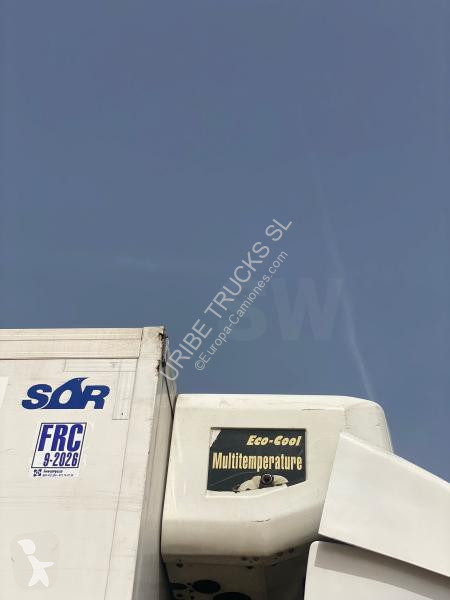 URIBE TRUCKS SL
©Europa-Camiones.com
SOR
FRC
9-2026
Eco-Cool
Multitemperature